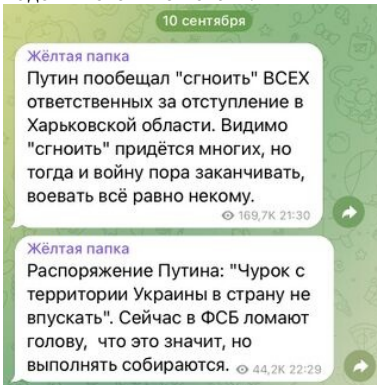 10 сентября
Жёлтая папка
Путин пообещал "сгноить" ВСЕХ
ответственных за отступление в
Харьковской области. Видимо
"сгноить" придётся многих, но
тогда и войну пора заканчивать,
воевать всё равно некому.
169,7K 21:30
Жёлтая папка
Распоряжение Путина: "Чурок с
территории Украины в страну не
впускать". Сейчас в ФСБ ломают
голову, что это значит, но
выполнять собираются.
44,2K 22:29